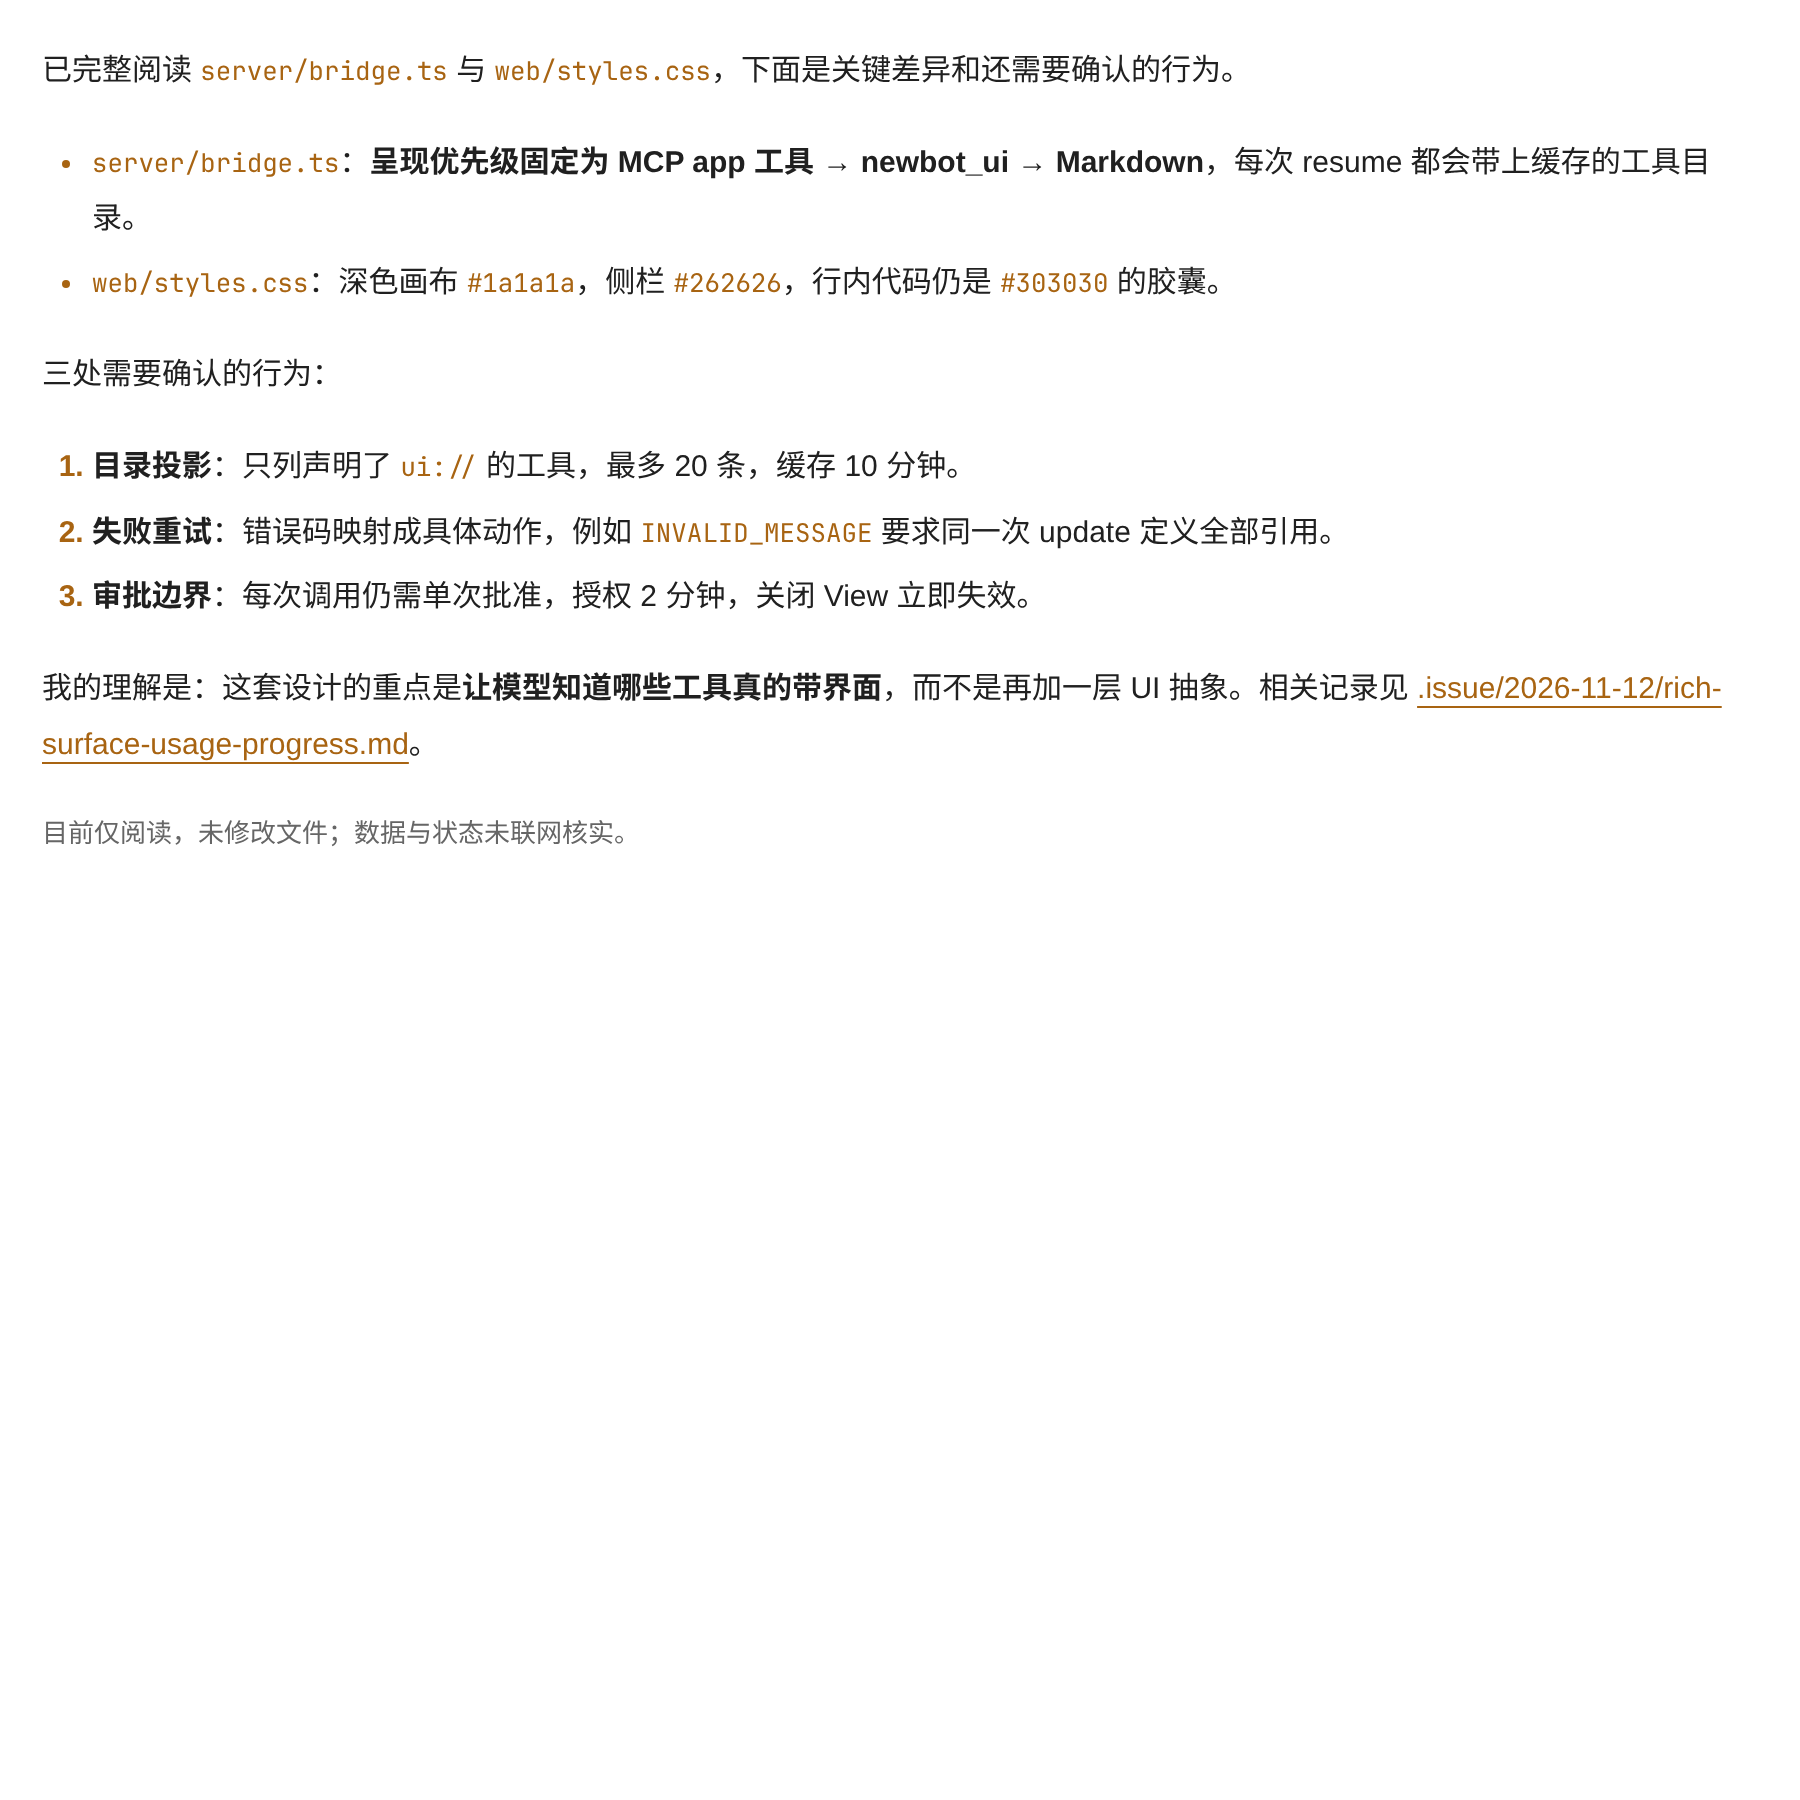 已完整阅读 server/bridge.ts 与 web/styles.css，下面是关键差异和还需要确认的行为。
• server/bridge.ts：呈现优先级固定为 MCP app 工具 → newbot_ui → Markdown，每次 resume 都会带上缓存的工具目
录。
• web/styles.css：深色画布 #1a1a1a，侧栏 #262626，行内代码仍是 #303030 的胶囊。
三处需要确认的行为：
1. 目录投影：只列声明了 ui:// 的工具，最多 20 条，缓存 10 分钟。
2. 失败重试：错误码映射成具体动作，例如 INVALID_MESSAGE 要求同一次 update 定义全部引用。
3. 审批边界：每次调用仍需单次批准，授权 2 分钟，关闭 View 立即失效。
我的理解是：这套设计的重点是让模型知道哪些工具真的带界面，而不是再加一层 UI 抽象。相关记录见 .issue/2026-11-12/rich-
surface-usage-progress.md。
目前仅阅读，未修改文件；数据与状态未联网核实。